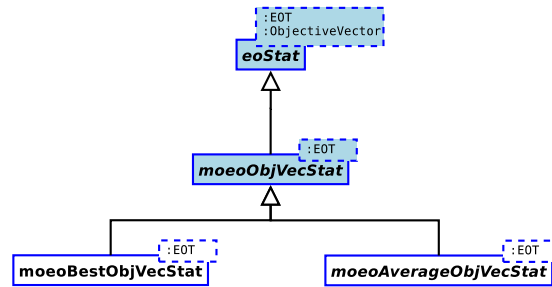 :EOT
:ObjectiveVector
eoStat
:EOT
moeoObjVecStat
:EOT
moeoBestObjVecStat
:EOT
moeoAverageObjVecStat